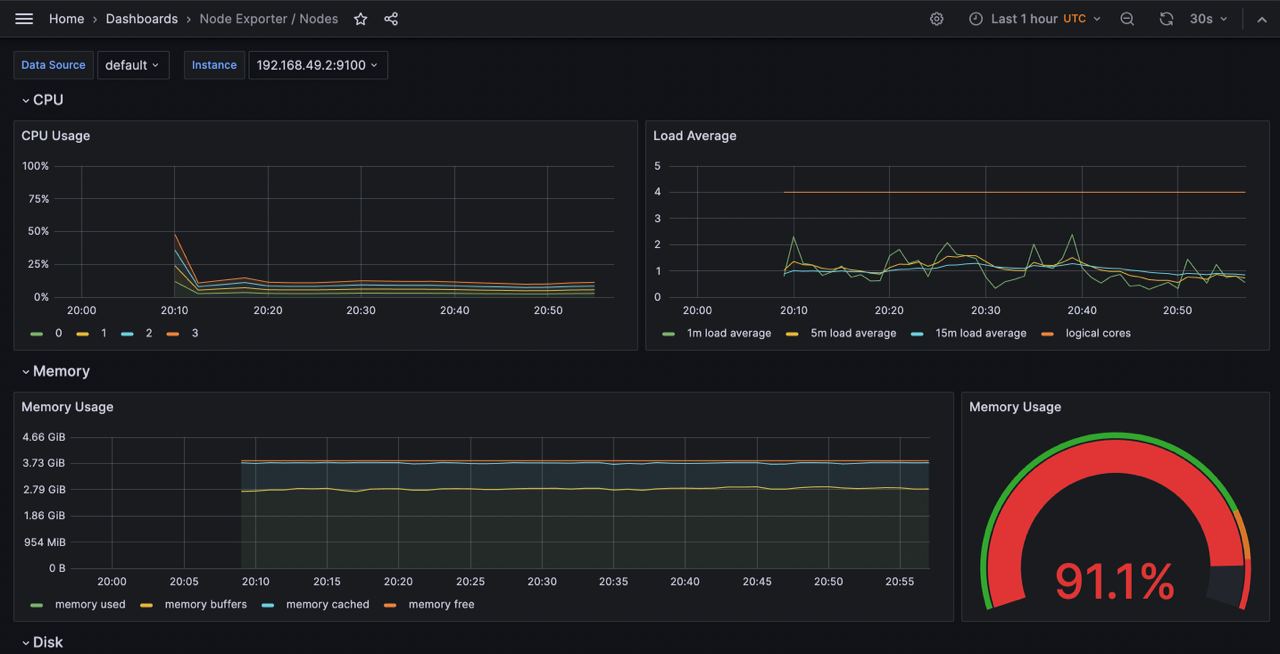 Home › Dashboards › Node Exporter / Nodes Last 1 hour UTC 30s
Data Source default Instance 192.168.49.2:9100
CPU
CPU Usage
100%
75%
50%
25%
0%
20:00 20:10 20:20 20:30 20:40 20:50
0 1 2 3
Load Average
5
4
3
2
1
0
20:00 20:10 20:20 20:30 20:40 20:50
1m load average 5m load average 15m load average logical cores
Memory
Memory Usage
4.66 GiB
3.73 GiB
2.79 GiB
1.86 GiB
954 MiB
0 B
20:00 20:05 20:10 20:15 20:20 20:25 20:30 20:35 20:40 20:45 20:50 20:55
memory used memory buffers memory cached memory free
Memory Usage
91.1%
Disk